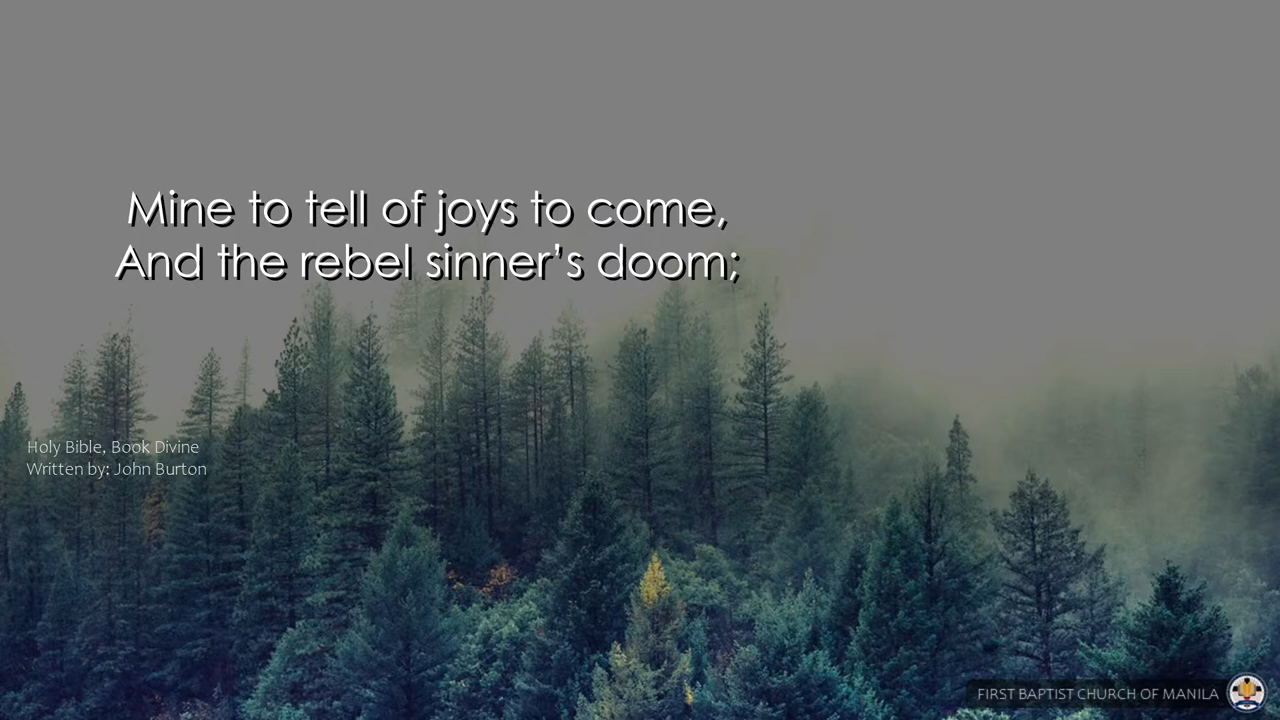 Mine to tell of joys to come,
And the rebel sinner’s doom;
Holy Bible, Book Divine
Written by: John Burton
FIRST BAPTIST CHURCH OF MANILA